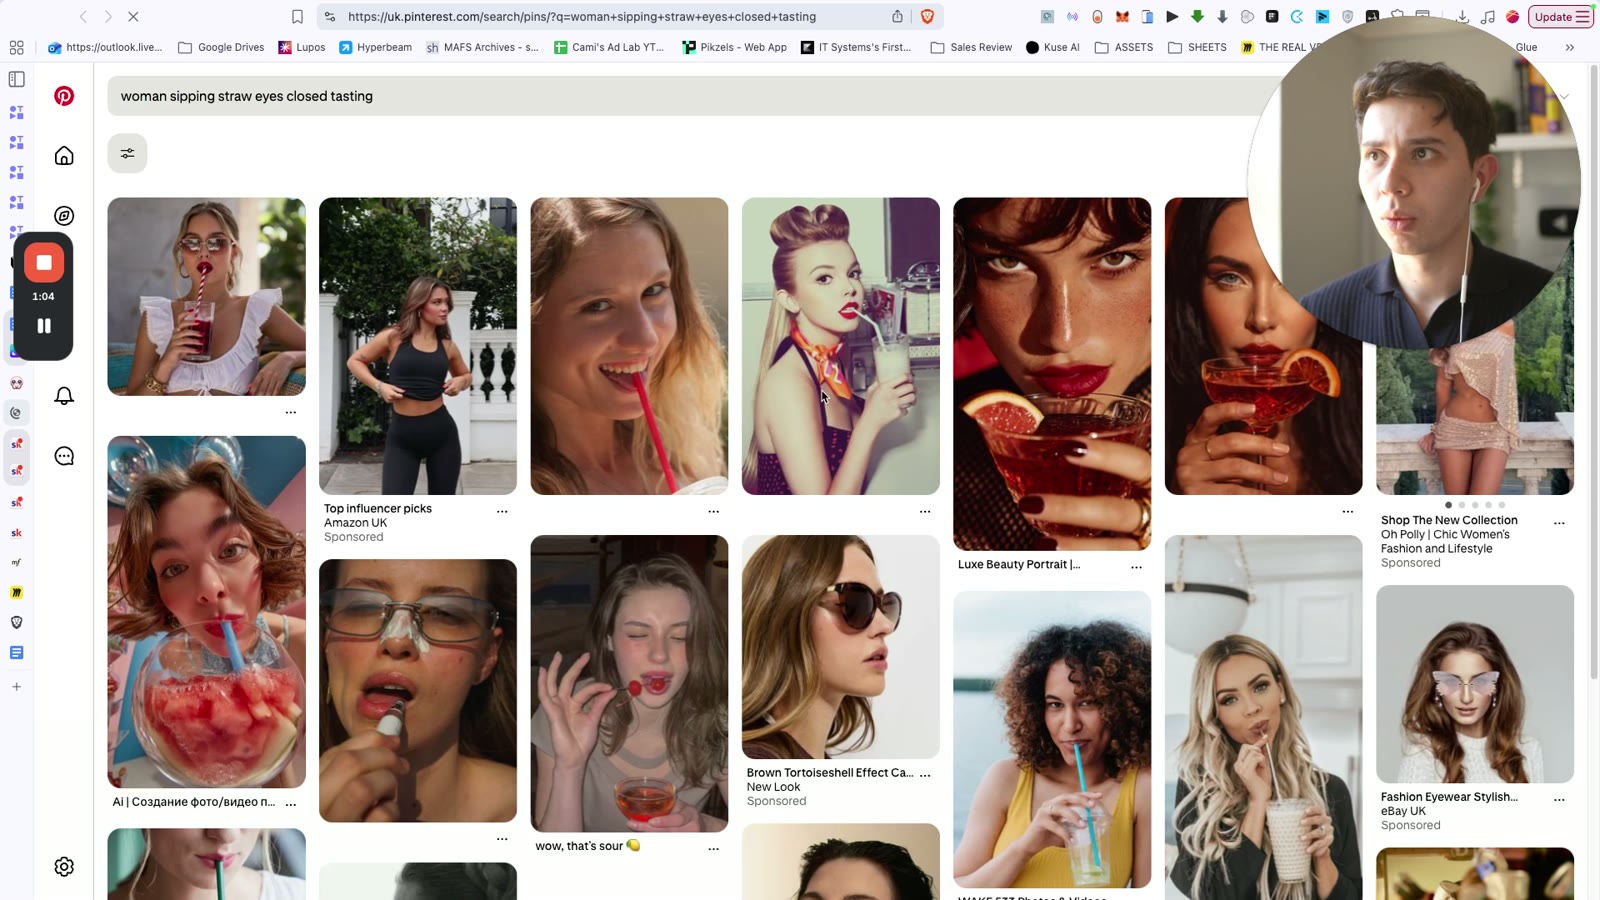 https://uk.pinterest.com/search/pins/?q=woman+sipping+straw+eyes+closed+tasting
Update
https://outlook.live...
Google Drives
Lupos
Hyperbeam
MAFS Archives - s...
Cami's Ad Lab YT...
Pikzels - Web App
IT Systems's First...
Sales Review
Kuse AI
ASSETS
SHEETS
THE REAL
Glue
woman sipping straw eyes closed tasting
1:04
Top influencer picks
Amazon UK
Sponsored
Luxe Beauty Portrait |...
Shop The New Collection
Oh Polly | Chic Women's
Fashion and Lifestyle
Sponsored
Ai | Создание фото/видео п...
wow, that's sour 🍋
Brown Tortoiseshell Effect Ca...
New Look
Sponsored
Fashion Eyewear Stylish...
eBay UK
Sponsored